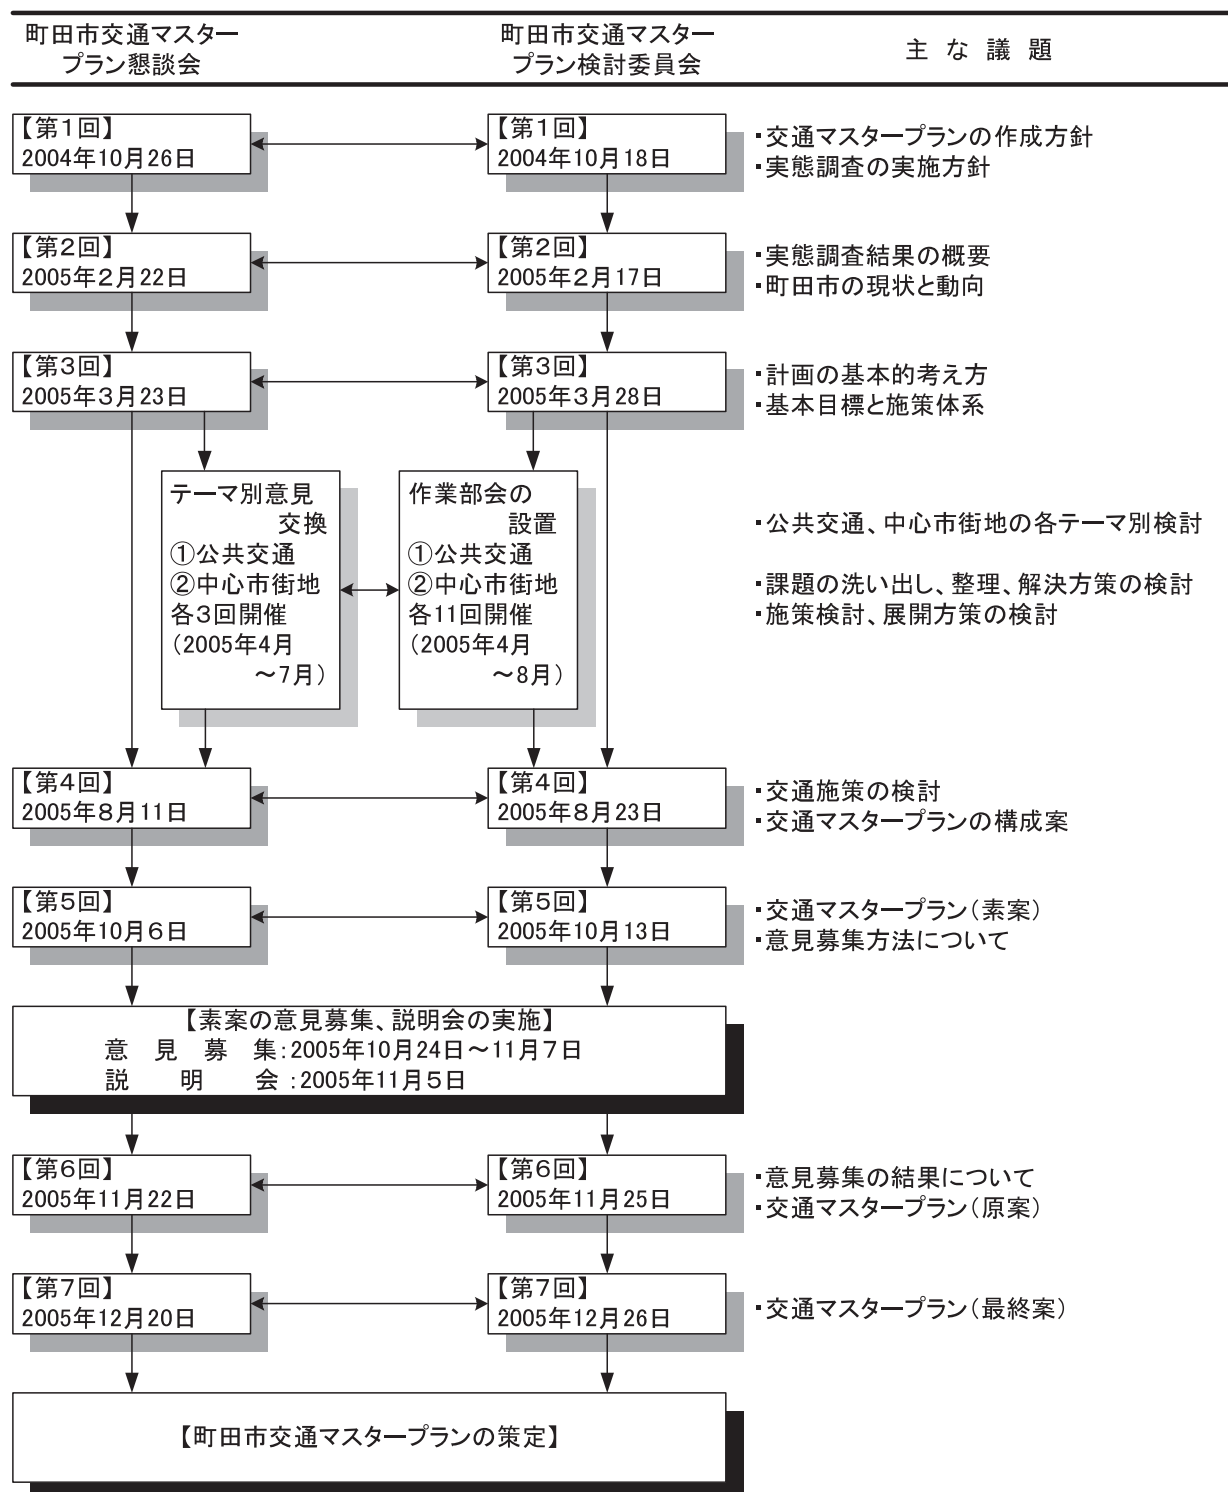 町田市交通マスター
プラン懇談会
町田市交通マスター
プラン検討委員会
主な議題
【第1回】
2004年10月26日
【第1回】
2004年10月18日
・交通マスタープランの作成方針
・実態調査の実施方針
【第2回】
2005年2月22日
【第2回】
2005年2月17日
・実態調査結果の概要
・町田市の現状と動向
【第3回】
2005年3月23日
【第3回】
2005年3月28日
・計画の基本的考え方
・基本目標と施策体系
テーマ別意見
交換
①公共交通
②中心市街地
各3回開催
(2005年4月
～7月)
作業部会の
設置
①公共交通
②中心市街地
各11回開催
(2005年4月
～8月)
・公共交通、中心市街地の各テーマ別検討
・課題の洗い出し、整理、解決方策の検討
・施策検討、展開方策の検討
【第4回】
2005年8月11日
【第4回】
2005年8月23日
・交通施策の検討
・交通マスタープランの構成案
【第5回】
2005年10月6日
【第5回】
2005年10月13日
・交通マスタープラン(素案)
・意見募集方法について
【素案の意見募集、説明会の実施】
意見募集:2005年10月24日～11月7日
説明会:2005年11月5日
【第6回】
2005年11月22日
【第6回】
2005年11月25日
・意見募集の結果について
・交通マスタープラン(原案)
【第7回】
2005年12月20日
【第7回】
2005年12月26日
・交通マスタープラン(最終案)
【町田市交通マスタープランの策定】